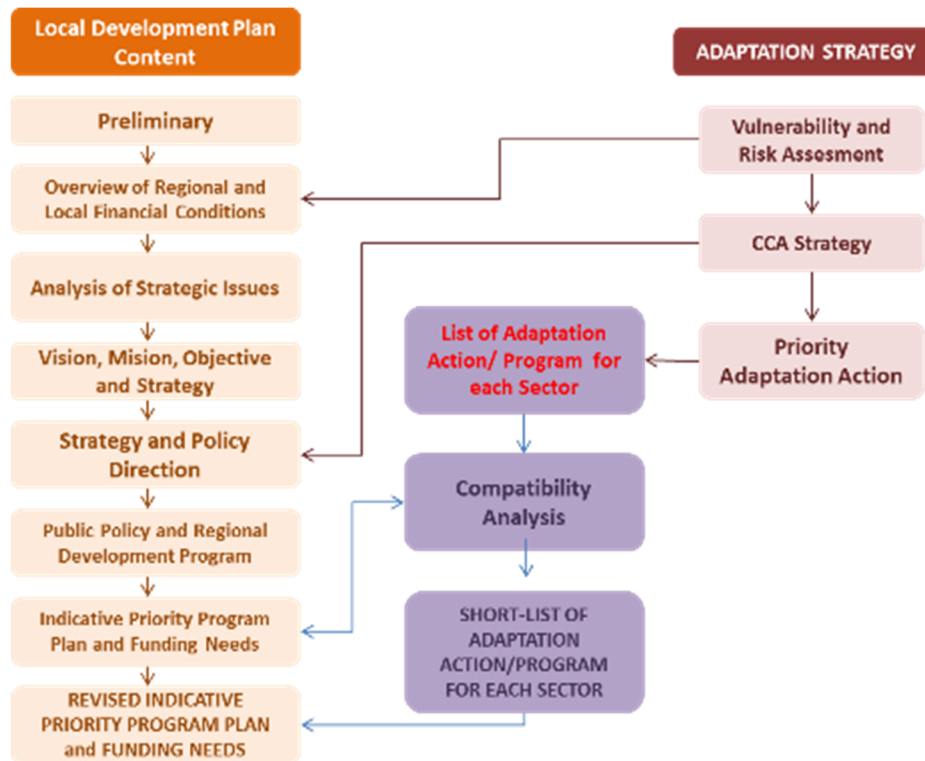 Local Development Plan
Content
Preliminary
Overview of Regional and
Local Financial Conditions
Analysis of Strategic Issues
Vision, Mision, Objective
and Strategy
Strategy and Policy
Direction
Public Policy and Regional
Development Program
Indicative Priority Program
Plan and Funding Needs
REVISED INDICATIVE
PRIORITY PROGRAM PLAN
and FUNDING NEEDS
List of Adaptation
Action/ Program for
each Sector
Compatibility
Analysis
SHORT-LIST OF
ADAPTATION
ACTION/PROGRAM
FOR EACH SECTOR
ADAPTATION STRATEGY
Vulnerability and
Risk Assesment
CCA Strategy
Priority
Adaptation Action